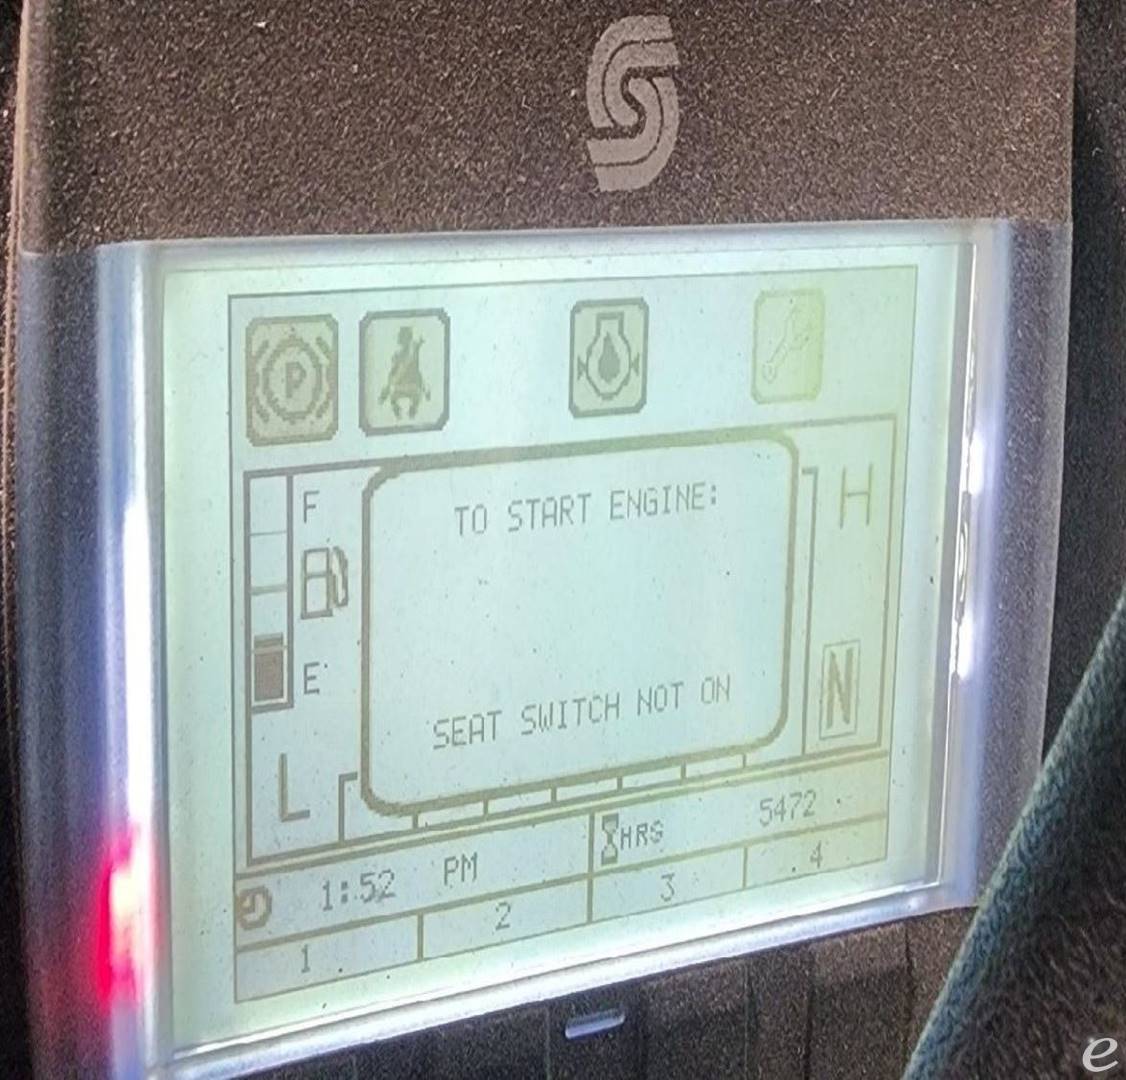 P
TO START ENGINE:
SEAT SWITCH NOT ON
F
E
H
N
L
1:52 PM
HRS 5472
1
2
3
4
e